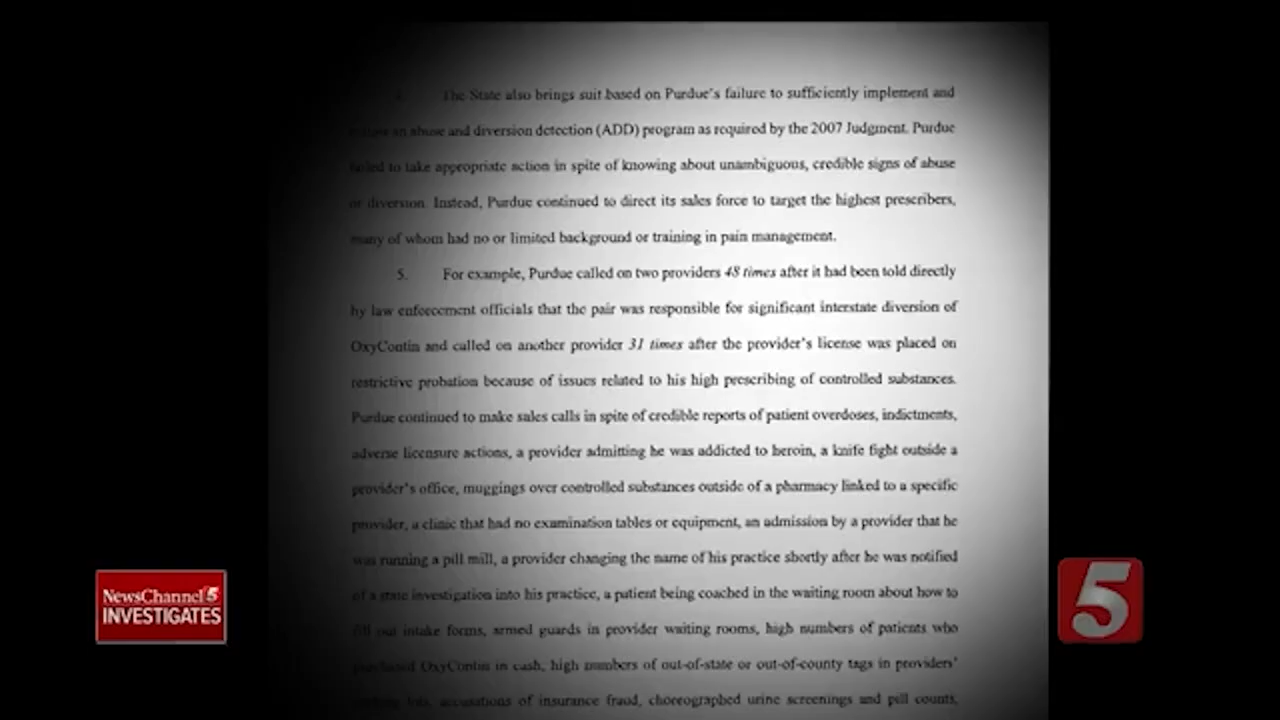 The State also brings suit based on Purdue's failure to sufficiently implement and
an abuse and diversion detection (ADD) program as required by the 2007 Judgment. Purdue
failed to take appropriate action in spite of knowing about unambiguous, credible signs of abuse
or diversion. Instead, Purdue continued to direct its sales force to target the highest prescribers,
many of whom had no or limited background or training in pain management.
5. For example, Purdue called on two providers 48 times after it had been told directly
by law enforcement officials that the pair was responsible for significant interstate diversion of
OxyContin and called on another provider 31 times after the provider's license was placed on
restrictive probation because of issues related to his high prescribing of controlled substances.
Purdue continued to make sales calls in spite of credible reports of patient overdoses, indictments,
adverse licensure actions, a provider admitting he was addicted to heroin, a knife fight outside a
provider's office, muggings over controlled substances outside of a pharmacy linked to a specific
provider, a clinic that had no examination tables or equipment, an admission by a provider that he
was running a pill mill, a provider changing the name of his practice shortly after he was notified
of a state investigation into his practice, a patient being coached in the waiting room about how to
fill out intake forms, armed guards in provider waiting rooms, high numbers of patients who
purchased OxyContin in cash, high numbers of out-of-state or out-of-county tags in providers'
lots, accusations of insurance fraud, choreographed urine screenings and pill counts,
NewsChannel 5
INVESTIGATES
5